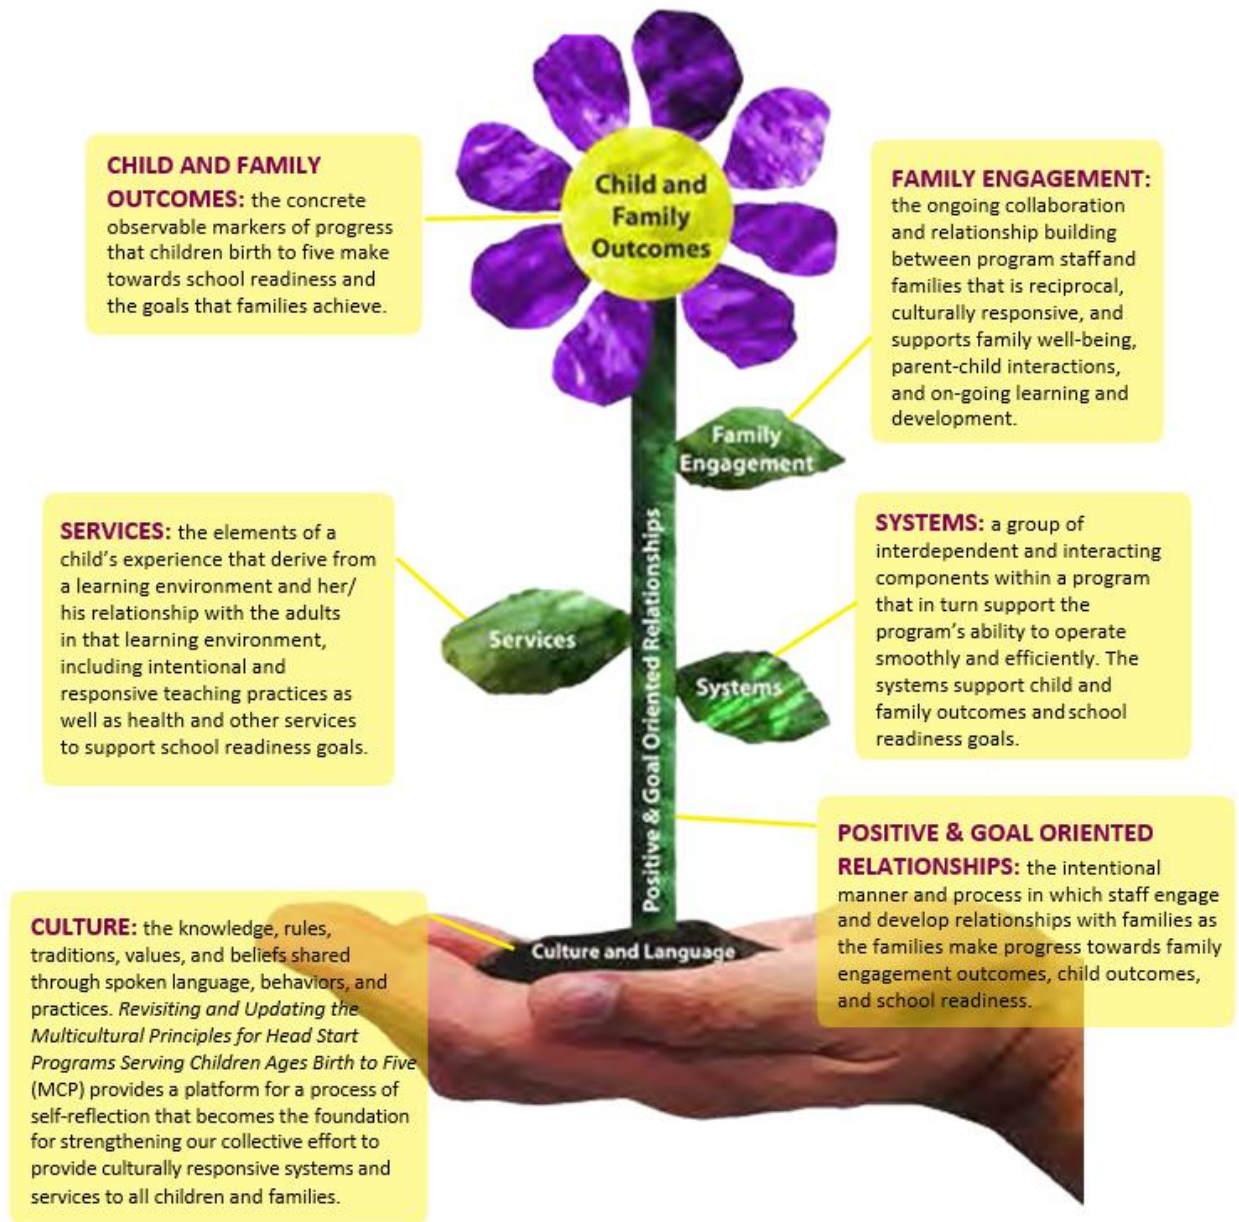 CHILD AND FAMILY
OUTCOMES: the concrete
observable markers of progress
that children birth to five make
towards school readiness and
the goals that families achieve.
Child and
Family
Outcomes
FAMILY ENGAGEMENT:
the ongoing collaboration
and relationship building
between program staffand
families that is reciprocal,
culturally responsive, and
supports family well-being,
parent-child interactions,
and on-going learning and
development.
Family
Engagement
SERVICES: the elements of a
child's experience that derive from
a learning environment and her/
his relationship with the adults
in that learning environment,
including intentional and
responsive teaching practices as
well as health and other services
to support school readiness goals.
Services
Positive & Goal Oriented Relationships
Systems
SYSTEMS: a group of
interdependent and interacting
components within a program
that in turn support the
program's ability to operate
smoothly and efficiently. The
systems support child and
family outcomes andschool
readiness goals.
POSITIVE & GOAL ORIENTED
RELATIONSHIPS: the intentional
manner and process in which staff engage
and develop relationships with families as
the families make progress towards family
engagement outcomes, child outcomes,
and school readiness.
CULTURE: the knowledge, rules,
traditions, values, and beliefs shared
through spoken language, behaviors, and
practices. Revisiting and Updating the
Multicultural Principles for Head Start
Programs Serving Children Ages Birth to Five
(MCP) provides a platform for a process of
self-reflection that becomes the foundation
for strengthening our collective effort to
provide culturally responsive systems and
services to all children and families.
Culture and Language